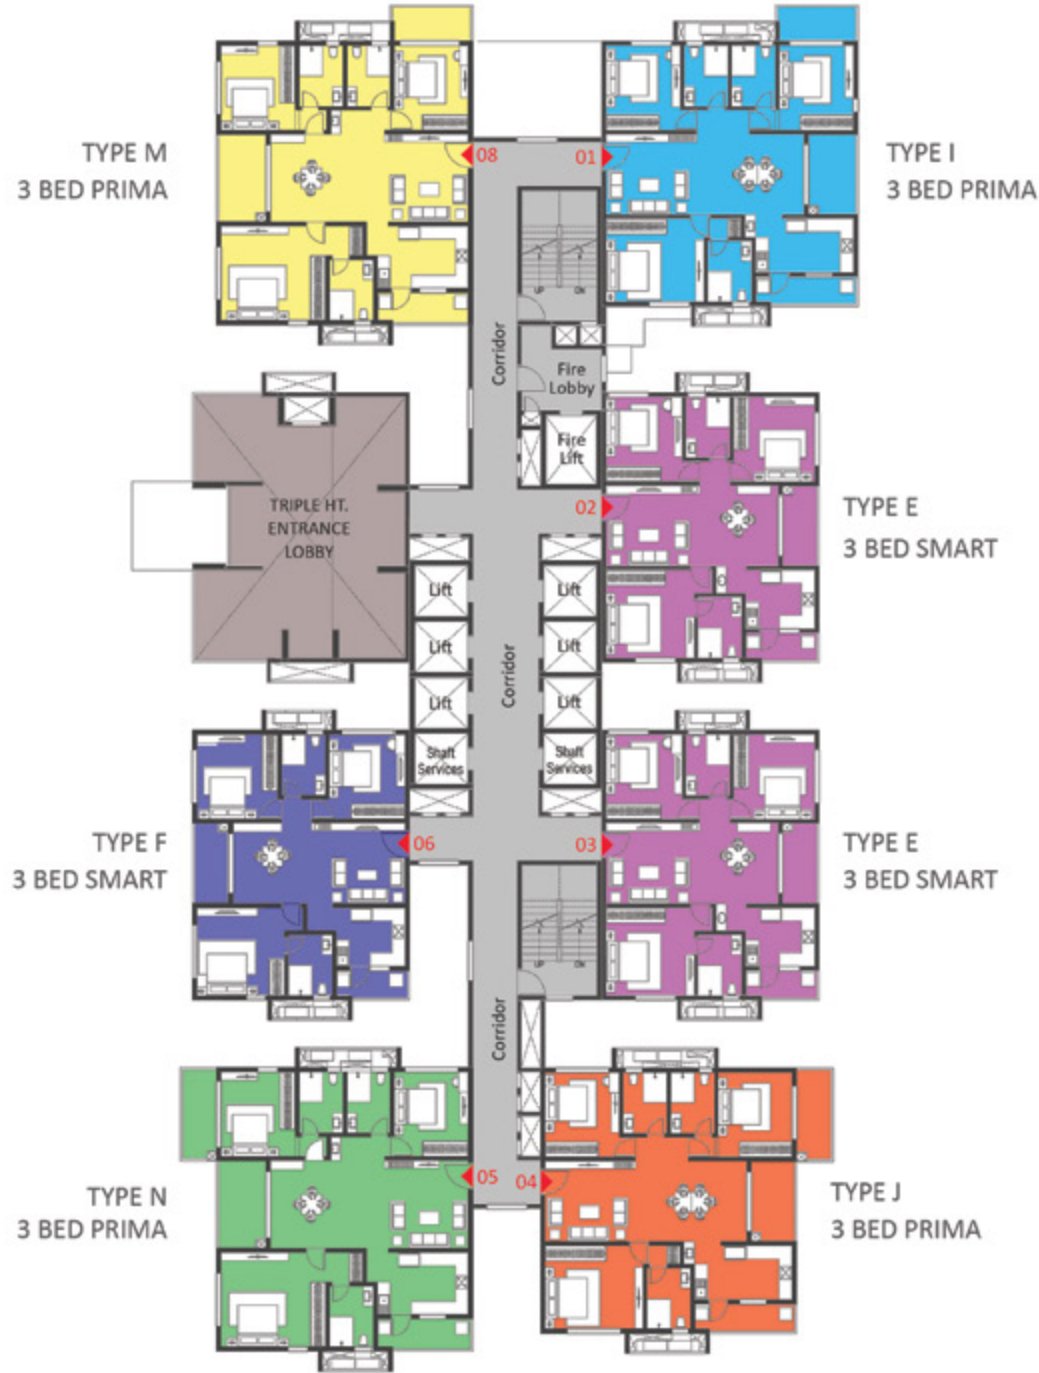 TYPE M
3 BED PRIMA
08
01
TYPE I
3 BED PRIMA
UP
DN
Corridor
Fire
Lobby
Fire
Lift
TRIPLE HT.
ENTRANCE
LOBBY
02
TYPE E
3 BED SMART
Lift
Lift
Lift
Lift
Corridor
Lift
Lift
Shaft
Services
Shaft
Services
TYPE F
3 BED SMART
06
03
TYPE E
3 BED SMART
UP
DN
Corridor
TYPE N
3 BED PRIMA
05
04
TYPE J
3 BED PRIMA